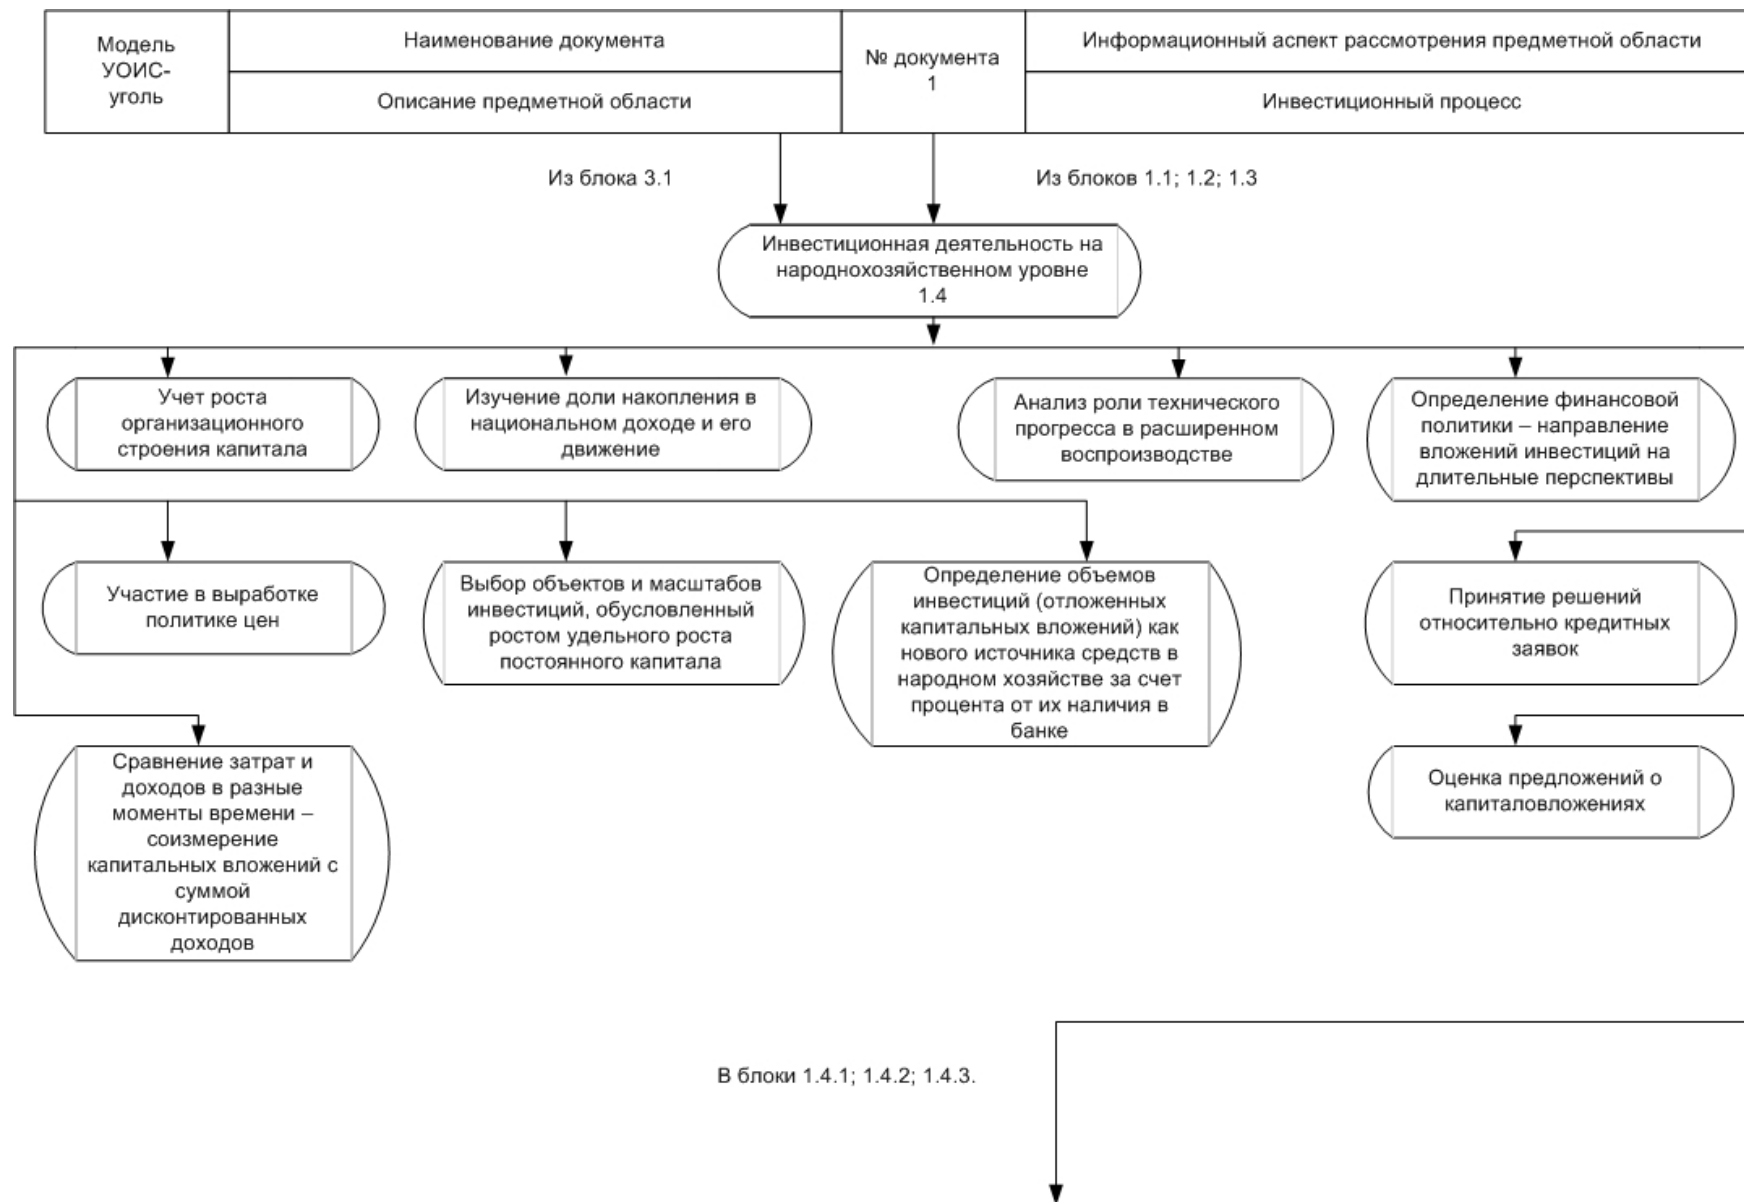 Модель
УОИС-
уголь
Наименование документа
Описание предметной области
№ документа
1
Информационный аспект рассмотрения предметной области
Инвестиционный процесс
Из блока 3.1
Из блоков 1.1; 1.2; 1.3
Инвестиционная деятельность на
народнохозяйственном уровне
1.4
Учет роста
организационного
строения капитала
Изучение доли накопления в
национальном доходе и его
движение
Анализ роли технического
прогресса в расширенном
воспроизводстве
Определение финансовой
политики – направление
вложений инвестиций на
длительные перспективы
Участие в выработке
политике цен
Выбор объектов и масштабов
инвестиций, обусловленный
ростом удельного роста
постоянного капитала
Определение объемов
инвестиций (отложенных
капитальных вложений) как
нового источника средств в
народном хозяйстве за счет
процента от их наличия в
банке
Принятие решений
относительно кредитных
заявок
Сравнение затрат и
доходов в разные
моменты времени –
соизмерение
капитальных вложений с
суммой
дисконтированных
доходов
Оценка предложений о
капиталовложениях
В блоки 1.4.1; 1.4.2; 1.4.3.